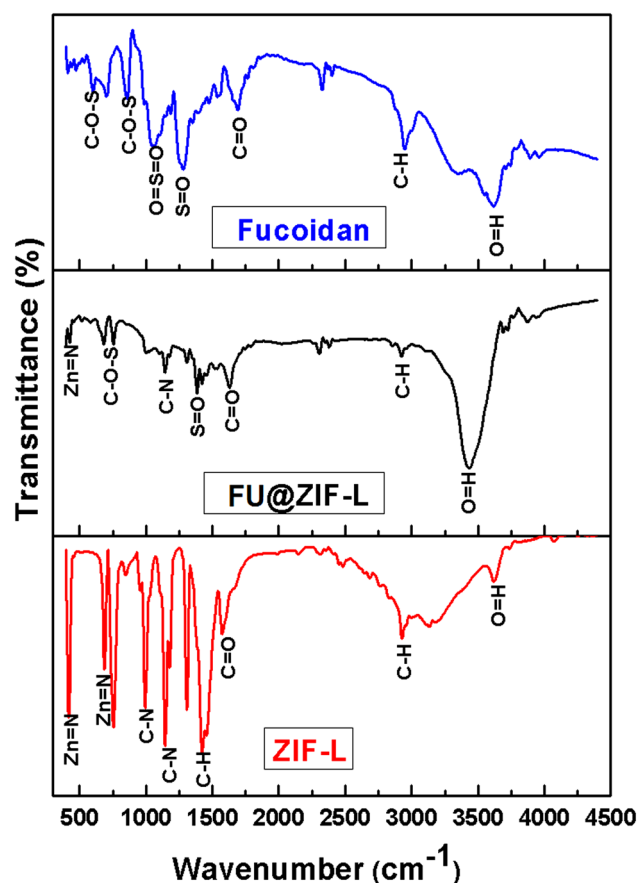 Transmittance (%)
C-O-S
C-O-S
O=S=O
S=O
C=O
C-H
O=H
Fucoidan
Zn=N
C-O-S
C-N
S=O
C=O
C-H
O=H
FU@ZIF-L
Zn=N
Zn=N
C-N
C-N
C-H
C=O
C-H
O=H
ZIF-L
500 1000 1500 2000 2500 3000 3500 4000 4500
Wavenumber (cm⁻¹)